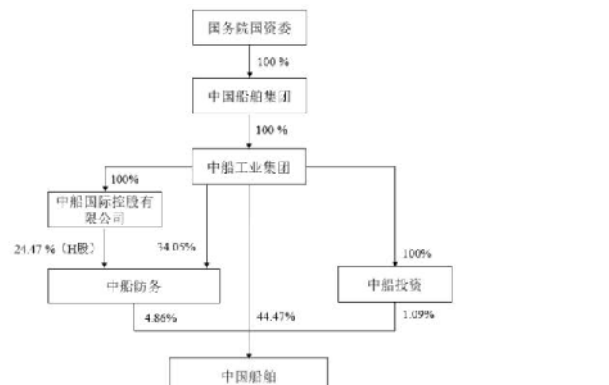 国务院国资委
100 %
中国船舶集团
100 %
中船工业集团
100%
中船国际控股有
限公司
24.47 %（H股）
34.05%
100%
中船防务
中船投资
4.86%
44.47%
1.09%
中国船舶